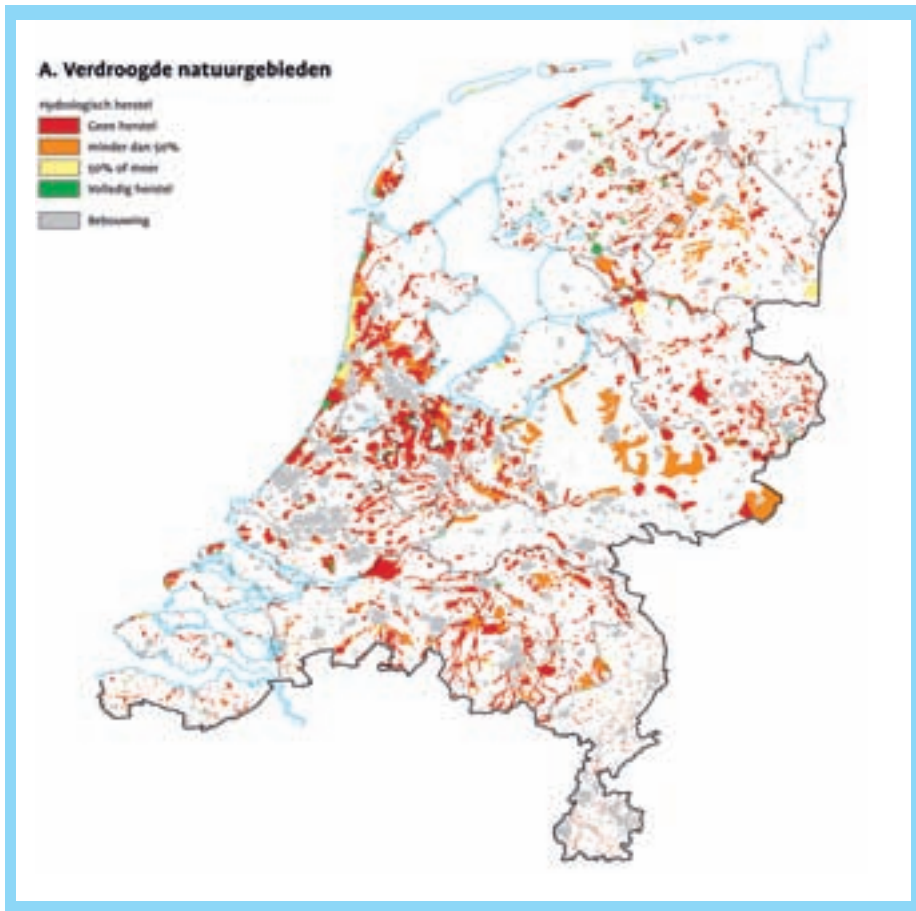 A. Verdroogde natuurgebieden
Hydrologisch herstel
Geen herstel
minder dan 50%
50% of meer
Volledig herstel
Bebouwing